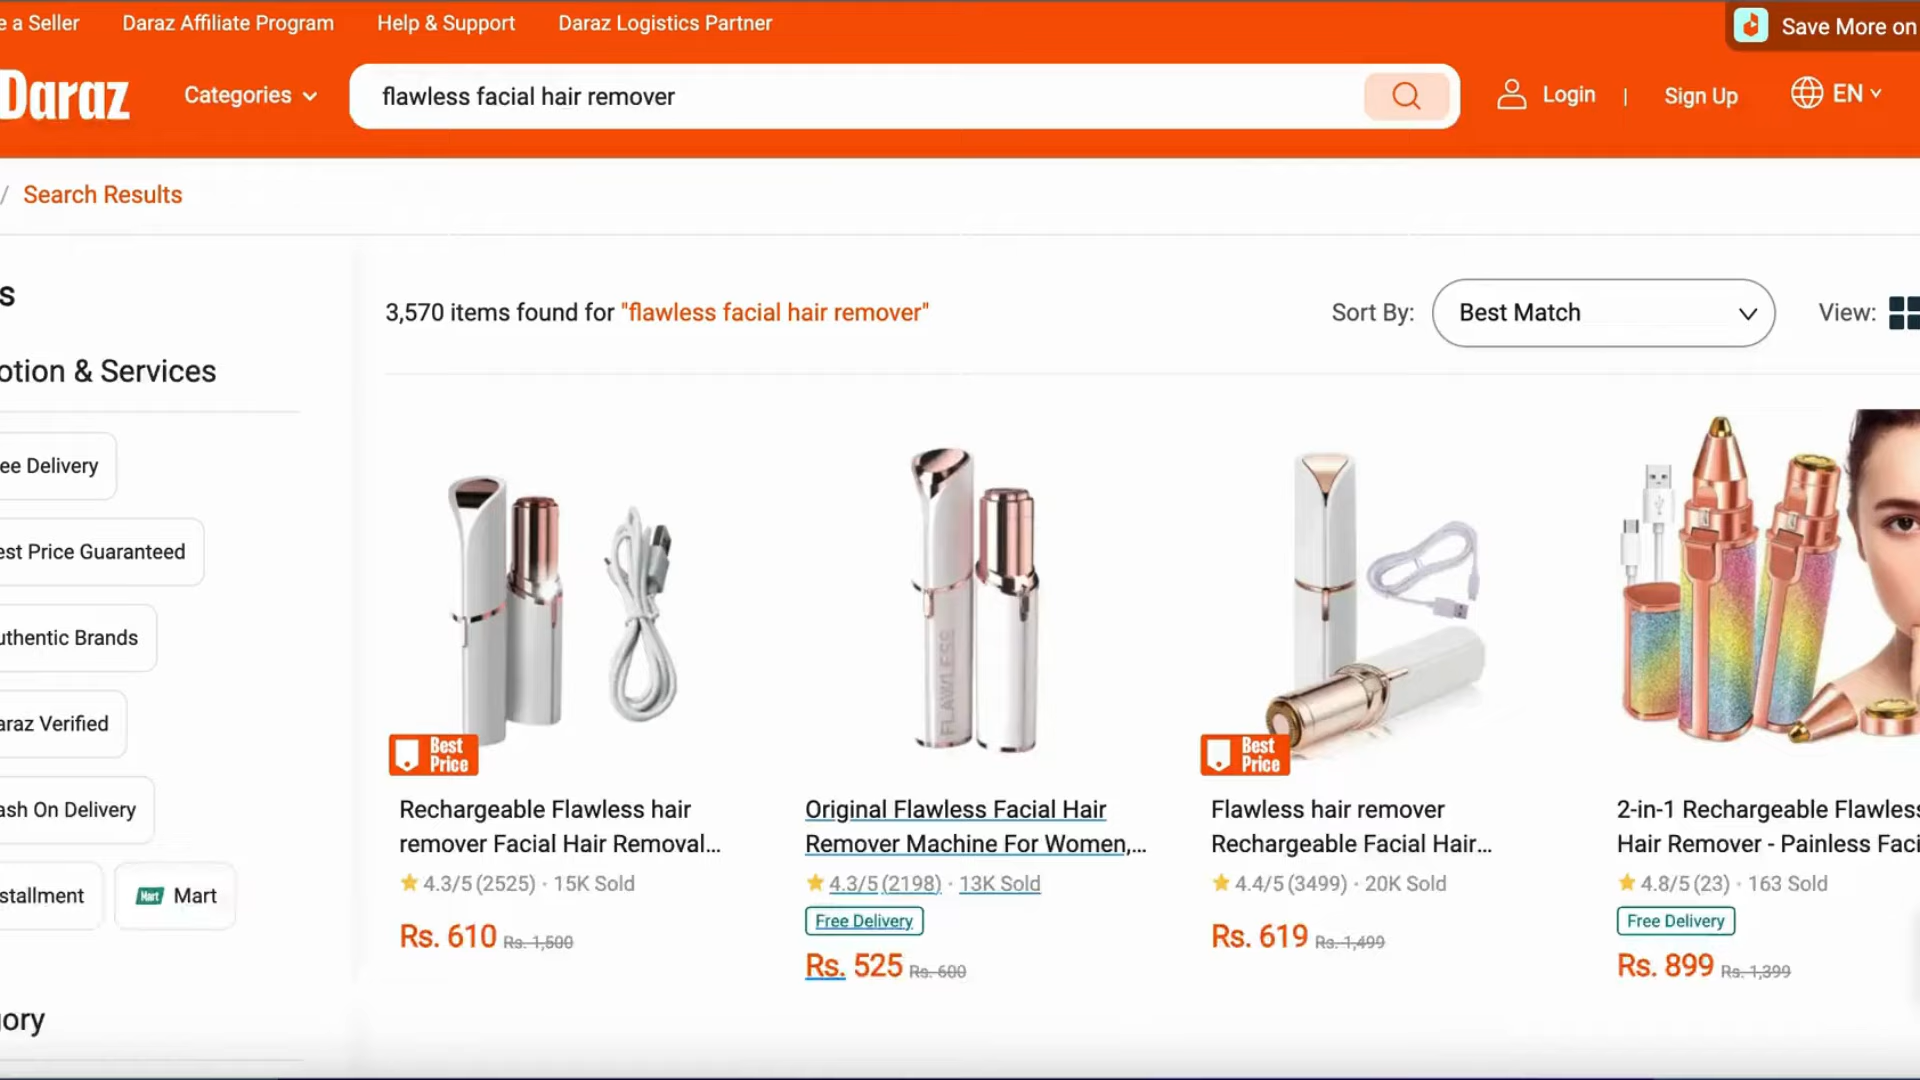 e a Seller
Daraz Affiliate Program
Help & Support
Daraz Logistics Partner
Save More on
Daraz
Categories
flawless facial hair remover
Login
|
Sign Up
EN
/ Search Results
s
3,570 items found for "flawless facial hair remover"
Sort By:
Best Match
View:
otion & Services
ee Delivery
est Price Guaranteed
uthentic Brands
araz Verified
ash On Delivery
stallment
Mart
Mart
ory
FLAWLESS
Best
Price
Rechargeable Flawless hair
remover Facial Hair Removal...
4.3/5 (2525) · 15K Sold
Rs. 610 Rs. 1,500
Original Flawless Facial Hair
Remover Machine For Women,...
4.3/5 (2198) · 13K Sold
Free Delivery
Rs. 525 Rs. 600
Best
Price
Flawless hair remover
Rechargeable Facial Hair...
4.4/5 (3499) · 20K Sold
Rs. 619 Rs. 1,499
2-in-1 Rechargeable Flawless
Hair Remover - Painless Faci
4.8/5 (23) · 163 Sold
Free Delivery
Rs. 899 Rs. 1,399